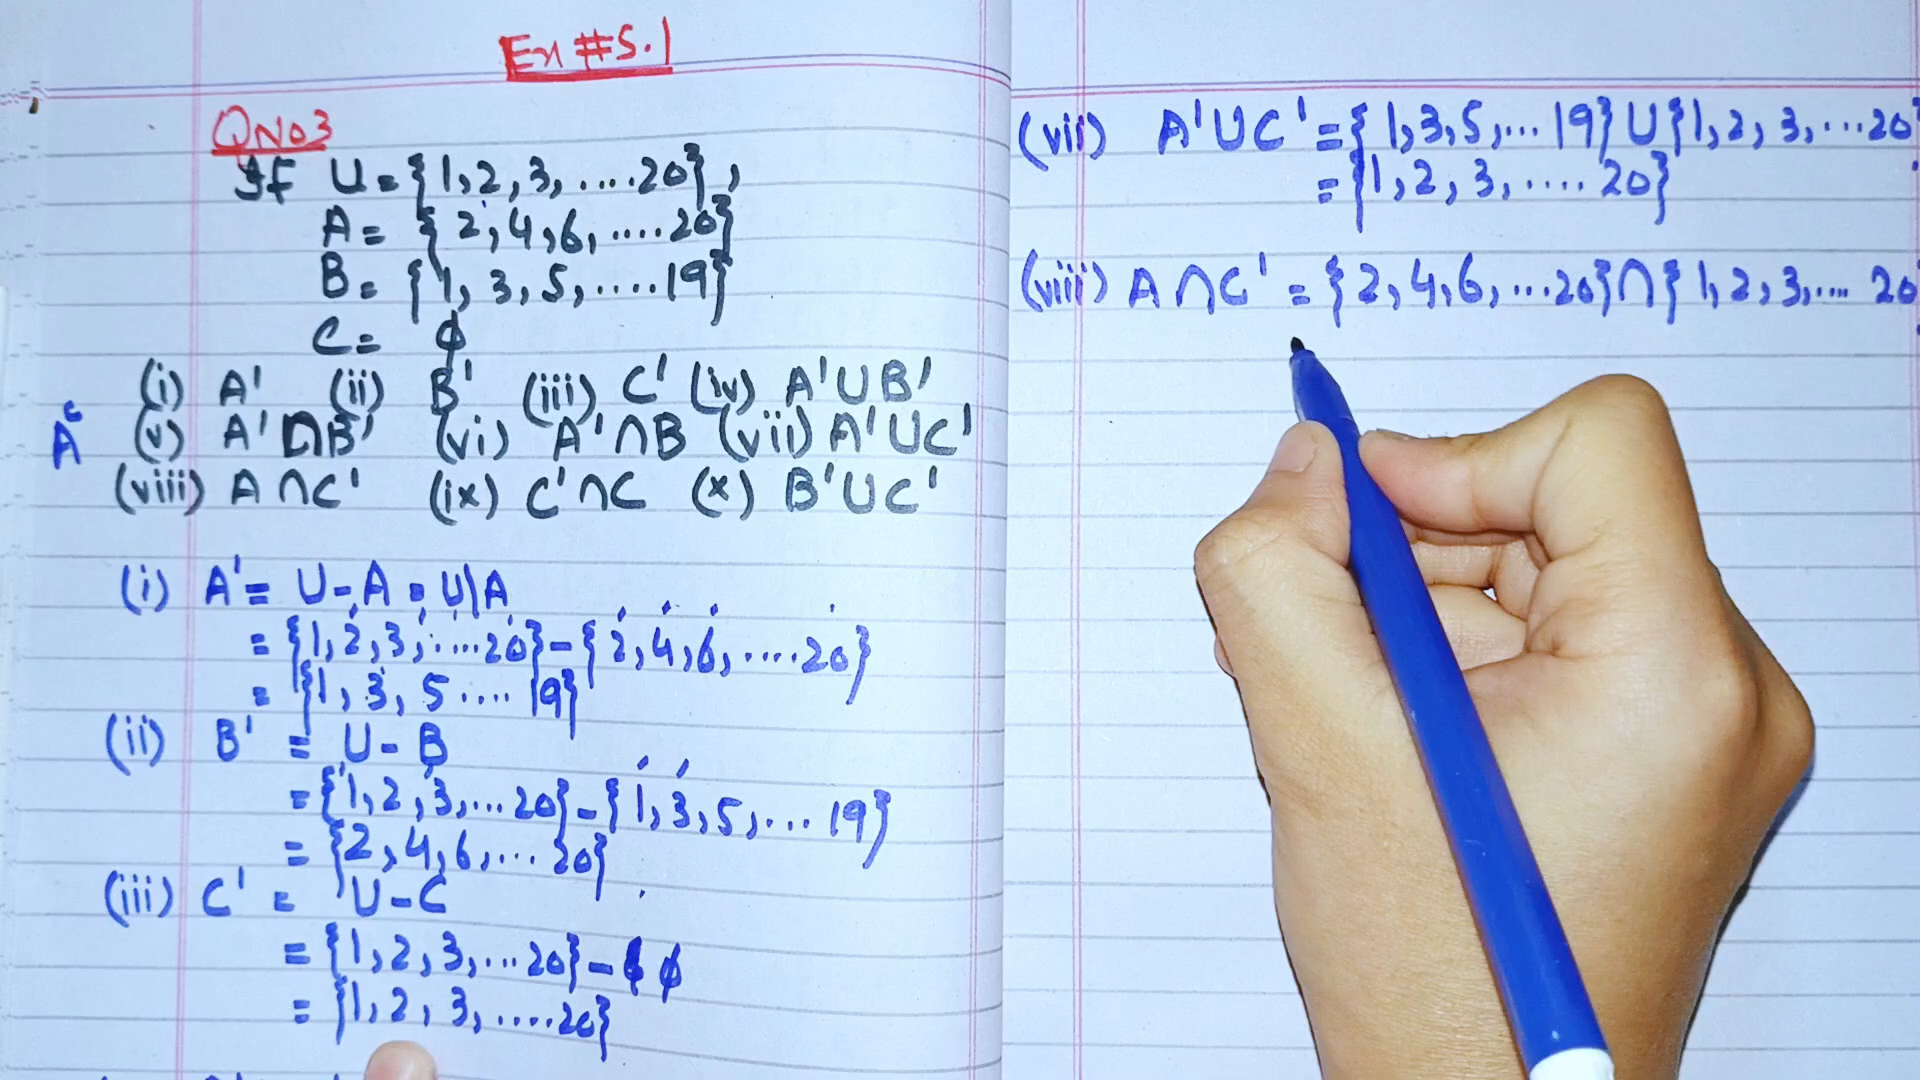 Ex #5.1
Q No 3
If U = {1, 2, 3, ....20},
A = {2, 4, 6, ....20}
B = {1, 3, 5, ....19}
C = ϕ
(i) A' (ii) B' (iii) C' (iv) A'∪B'
A^c (v) A'∩B' (vi) A'∩B (vii) A'∪C'
(viii) A∩C' (ix) C'∩C (x) B'∪C'
(i) A' = U - A = U\A
= {1, 2, 3, ....20} - {2, 4, 6, ....20}
= {1, 3, 5 .... 19}
(ii) B' = U - B
= {1, 2, 3, ...20} - {1, 3, 5, ... 19}
= {2, 4, 6, ... 20}
(iii) C' = U - C
= {1, 2, 3, ...20} - ϕ
= {1, 2, 3, ....20}
(vii) A'∪C' = {1, 3, 5, ... 19} ∪ {1, 2, 3, ...20}
= {1, 2, 3, .... 20}
(viii) A∩C' = {2, 4, 6, ...20} ∩ {1, 2, 3, .... 20